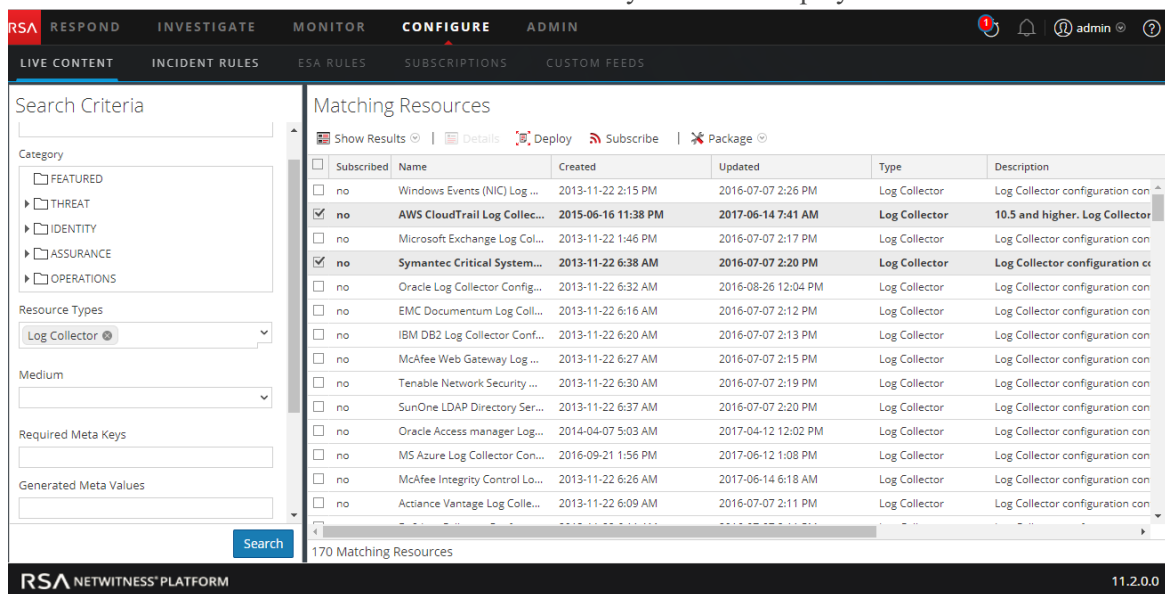 RSA RESPOND INVESTIGATE MONITOR CONFIGURE ADMIN 1 admin ?
LIVE CONTENT INCIDENT RULES ESA RULES SUBSCRIPTIONS CUSTOM FEEDS
Search Criteria
Category
FEATURED
THREAT
IDENTITY
ASSURANCE
OPERATIONS
Resource Types
Log Collector
Medium
Required Meta Keys
Generated Meta Values
Search
Matching Resources
Show Results | Details Deploy Subscribe | Package
Subscribed Name Created Updated Type Description
no Windows Events (NIC) Log ... 2013-11-22 2:15 PM 2016-07-07 2:26 PM Log Collector Log Collector configuration con
no AWS CloudTrail Log Collec... 2015-06-16 11:38 PM 2017-06-14 7:41 AM Log Collector 10.5 and higher. Log Collector
no Microsoft Exchange Log Col... 2013-11-22 1:46 PM 2016-07-07 2:17 PM Log Collector Log Collector configuration con
no Symantec Critical System... 2013-11-22 6:38 AM 2016-07-07 2:20 PM Log Collector Log Collector configuration co
no Oracle Log Collector Config... 2013-11-22 6:32 AM 2016-08-26 12:04 PM Log Collector Log Collector configuration con
no EMC Documentum Log Coll... 2013-11-22 6:16 AM 2016-07-07 2:12 PM Log Collector Log Collector configuration con
no IBM DB2 Log Collector Conf... 2013-11-22 6:20 AM 2016-07-07 2:13 PM Log Collector Log Collector configuration con
no McAfee Web Gateway Log ... 2013-11-22 6:27 AM 2016-07-07 2:15 PM Log Collector Log Collector configuration con
no Tenable Network Security ... 2013-11-22 6:30 AM 2016-07-07 2:19 PM Log Collector Log Collector configuration con
no SunOne LDAP Directory Ser... 2013-11-22 6:37 AM 2016-07-07 2:20 PM Log Collector Log Collector configuration con
no Oracle Access manager Log... 2014-04-07 5:03 AM 2017-04-12 12:02 PM Log Collector Log Collector configuration con
no MS Azure Log Collector Con... 2016-09-21 1:56 PM 2017-06-12 1:08 PM Log Collector Log Collector configuration con
no McAfee Integrity Control Lo... 2013-11-22 6:26 AM 2017-06-14 6:18 AM Log Collector Log Collector configuration con
no Actiance Vantage Log Colle... 2013-11-22 6:09 AM 2016-07-07 2:11 PM Log Collector Log Collector configuration con
170 Matching Resources
RSA NETWITNESS® PLATFORM 11.2.0.0